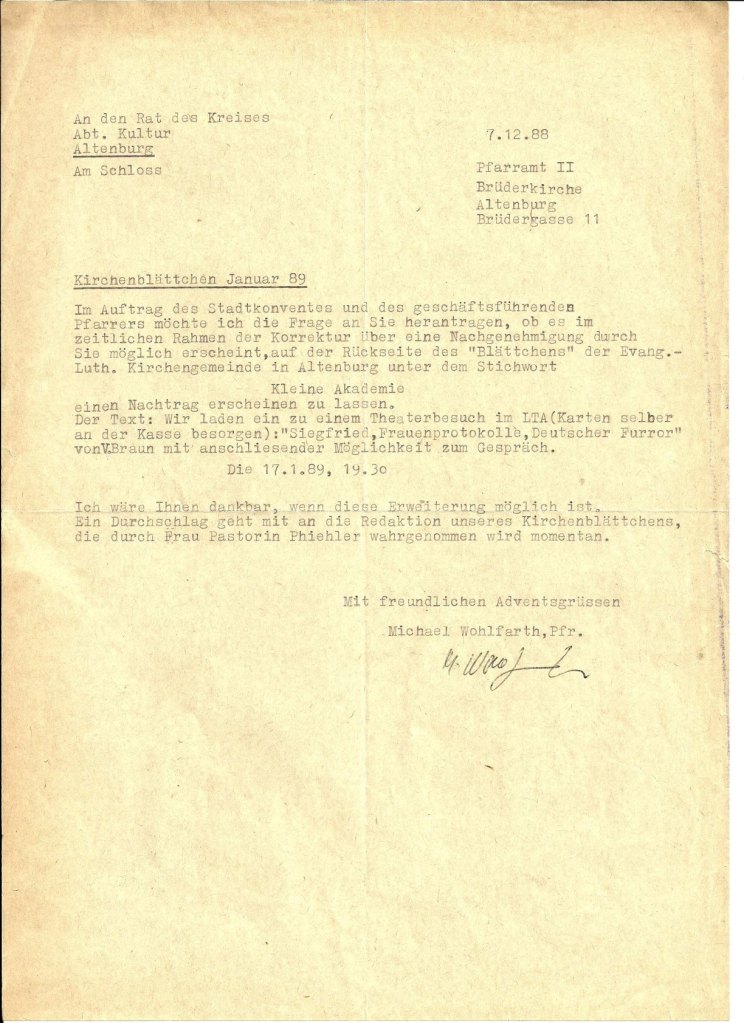 An den Rat des Kreises
Abt. Kultur
Altenburg
Am Schloss
7.12.88
Pfarramt II
Brüderkirche
Altenburg
Brüdergasse 11
Kirchenblättchen Januar 89
Im Auftrag des Stadtkonventes und des geschäftsführenden
Pfarrers möchte ich die Frage an Sie herantragen, ob es im
zeitlichen Rahmen der Korrektur über eine Nachgenehmigung durch
Sie möglich erscheint,auf der Rückseite des "Blättchens" der Evang.-
Luth. Kirchengemeinde in Altenburg unter dem Stichwort
Kleine Akademie
einen Nachtrag erscheinen zu lassen.
Der Text: Wir laden ein zu einem Theaterbesuch im LTA(Karten selber
an der Kasse besorgen):"Siegfried,Frauenprotokolle,Deutscher Furror"
vonV.Braun mit anschliesender Möglichkeit zum Gespräch.
Die 17.1.89, 19.30
Ich wäre Ihnen dankbar, wenn diese Erweiterung möglich ist.
Ein Durchschlag geht mit an die Redaktion unseres Kirchenblättchens,
die durch Frau Pastorin Phiehler wahrgenommen wird momentan.
Mit freundlichen Adventsgrüssen
Michael Wohlfarth,Pfr.